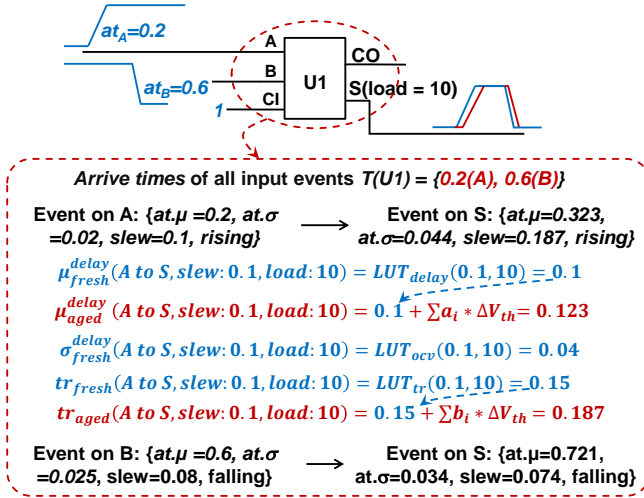 at_A=0.2
A
CO
at_B=0.6
B
U1
S(load = 10)
1
CI
Arrive times of all input events T(U1) = {0.2(A), 0.6(B)}
Event on A: {at.μ =0.2, at.σ =0.02, slew=0.1, rising}
Event on S: {at.μ=0.323, at.σ=0.044, slew=0.187, rising}
μ_fresh^delay(A to S, slew: 0.1, load: 10) = LUT_delay(0.1, 10) = 0.1
μ_aged^delay (A to S, slew: 0.1, load: 10) = 0.1 + ∑a_i * ΔV_th = 0.123
σ_fresh^delay(A to S, slew: 0.1, load: 10) = LUT_ocv(0.1, 10) = 0.04
tr_fresh(A to S, slew: 0.1, load: 10) = LUT_tr(0.1, 10) = 0.15
tr_aged(A to S, slew: 0.1, load: 10) = 0.15 + ∑b_i * ΔV_th = 0.187
Event on B: {at.μ =0.6, at.σ =0.025, slew=0.08, falling}
Event on S: {at.μ=0.721, at.σ=0.034, slew=0.074, falling}